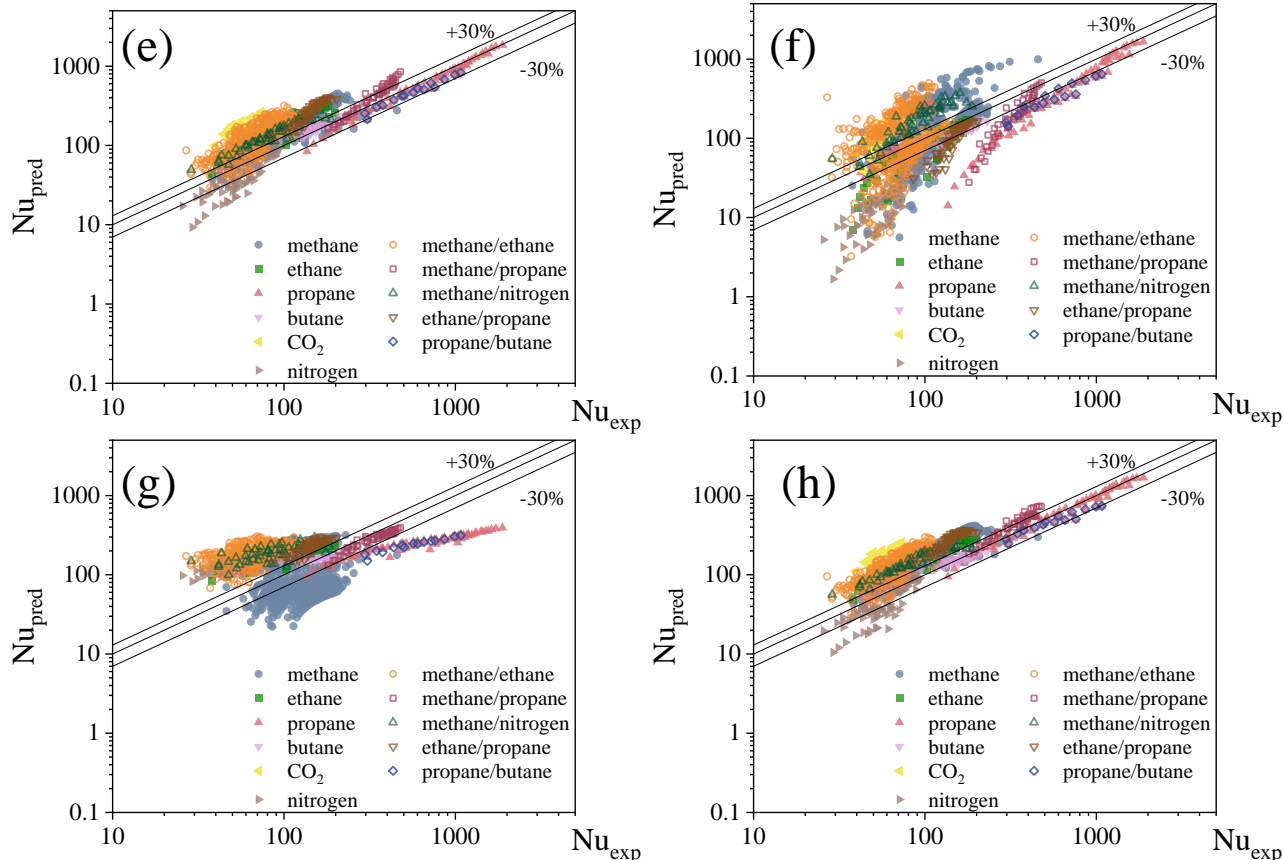 (e)
+30%
-30%
1000
100
10
1
0.1
Nu_pred
methane
ethane
propane
butane
CO₂
nitrogen
methane/ethane
methane/propane
methane/nitrogen
ethane/propane
propane/butane
10 100 1000
Nu_exp
(f)
+30%
-30%
1000
100
10
1
0.1
Nu_pred
methane
ethane
propane
butane
CO₂
nitrogen
methane/ethane
methane/propane
methane/nitrogen
ethane/propane
propane/butane
10 100 1000
Nu_exp
(g)
+30%
-30%
1000
100
10
1
0.1
Nu_pred
methane
ethane
propane
butane
CO₂
nitrogen
methane/ethane
methane/propane
methane/nitrogen
ethane/propane
propane/butane
10 100 1000
Nu_exp
(h)
+30%
-30%
1000
100
10
1
0.1
Nu_pred
methane
ethane
propane
butane
CO₂
nitrogen
methane/ethane
methane/propane
methane/nitrogen
ethane/propane
propane/butane
10 100 1000
Nu_exp